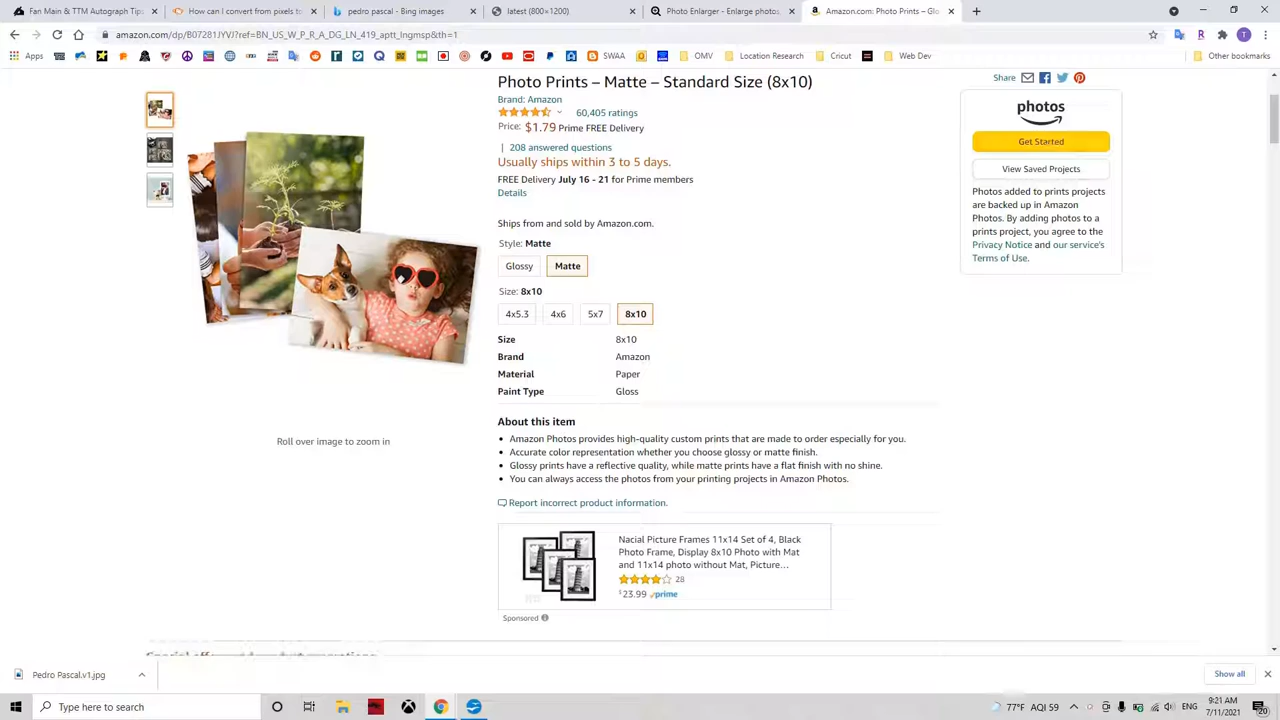 Fan Main & TTM Autograph Tips
How can I convert from pixels to
pedro pascal - Bing images
latest (800×1200)
Photo Enlarger - Enlarge photos
Amazon.com: Photo Prints – Glo
amazon.com/dp/B07281JYVJ?ref=BN_US_W_P_R_A_DG_LN_419_aptt_lngmsp&th=1
Apps
SWAA
OMV
Location Research
Cricut
Web Dev
Other bookmarks
Photo Prints – Matte – Standard Size (8x10)
Brand: Amazon
60,405 ratings
Price: $1.79 Prime FREE Delivery
| 208 answered questions
Usually ships within 3 to 5 days.
FREE Delivery July 16 - 21 for Prime members
Details
Ships from and sold by Amazon.com.
Style: Matte
Glossy Matte
Size: 8x10
4x5.3 4x6 5x7 8x10
Size 8x10
Brand Amazon
Material Paper
Paint Type Gloss
About this item
• Amazon Photos provides high-quality custom prints that are made to order especially for you.
• Accurate color representation whether you choose glossy or matte finish.
• Glossy prints have a reflective quality, while matte prints have a flat finish with no shine.
• You can always access the photos from your printing projects in Amazon Photos.
Report incorrect product information.
Roll over image to zoom in
Nacial Picture Frames 11x14 Set of 4, Black
Photo Frame, Display 8x10 Photo with Mat
and 11x14 photo without Mat, Picture...
28
$23.99 prime
Sponsored
Share
photos
Get Started
View Saved Projects
Photos added to prints projects
are backed up in Amazon
Photos. By adding photos to a
prints project, you agree to the
Privacy Notice and our service's
Terms of Use.
Pedro Pascal.v1.jpg
Show all
Type here to search
77°F AQI 59
ENG
9:21 AM
7/11/2021
20